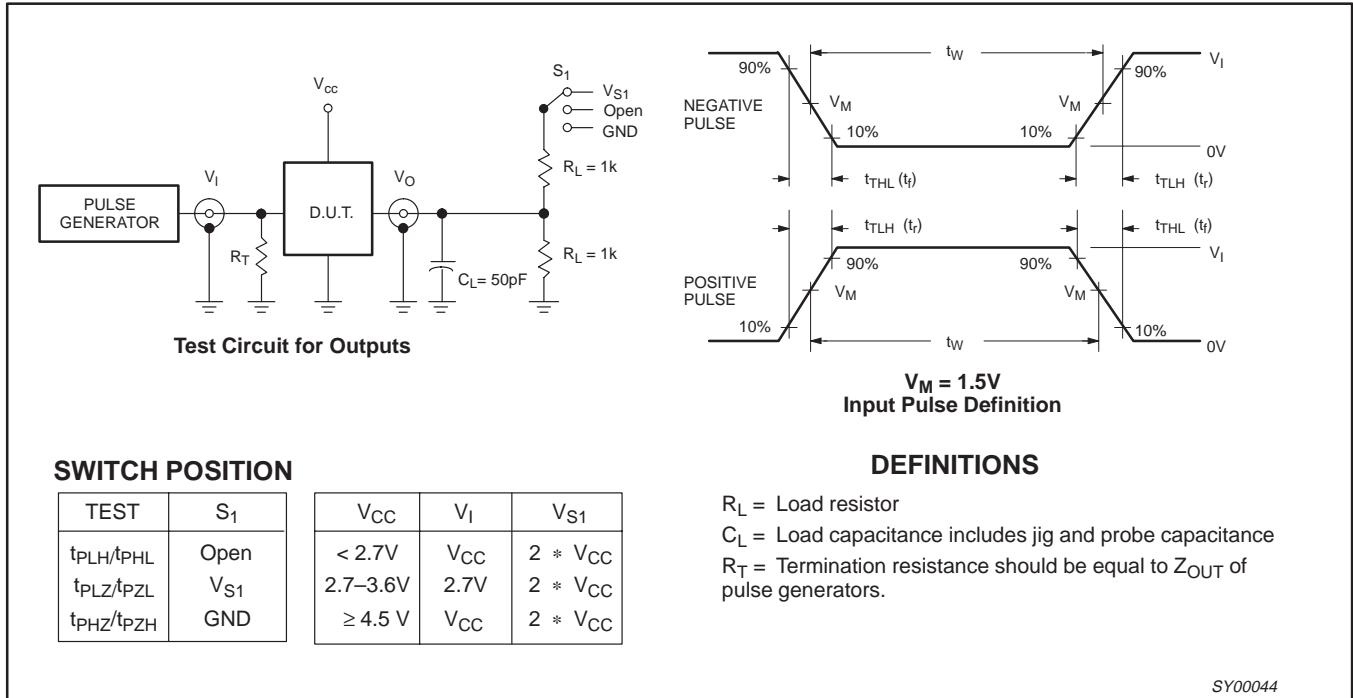 V_CC
S_1
V_S1
Open
GND
R_L = 1k
V_I
V_O
PULSE
GENERATOR
D.U.T.
R_T
C_L = 50pF
R_L = 1k
Test Circuit for Outputs
t_W
V_I
90%
90%
NEGATIVE
PULSE
V_M
V_M
10%
10%
0V
t_THL (t_f)
t_TLH (t_r)
t_TLH (t_r)
t_THL (t_f)
V_I
90%
90%
POSITIVE
PULSE
V_M
V_M
10%
10%
t_W
0V
V_M = 1.5V
Input Pulse Definition
SWITCH POSITION
TEST S_1
t_PLH/t_PHL Open
t_PLZ/t_PZL V_S1
t_PHZ/t_PZH GND
V_CC V_I V_S1
< 2.7V V_CC 2 * V_CC
2.7–3.6V 2.7V 2 * V_CC
≥ 4.5 V V_CC 2 * V_CC
DEFINITIONS
R_L = Load resistor
C_L = Load capacitance includes jig and probe capacitance
R_T = Termination resistance should be equal to Z_OUT of
pulse generators.
SY00044